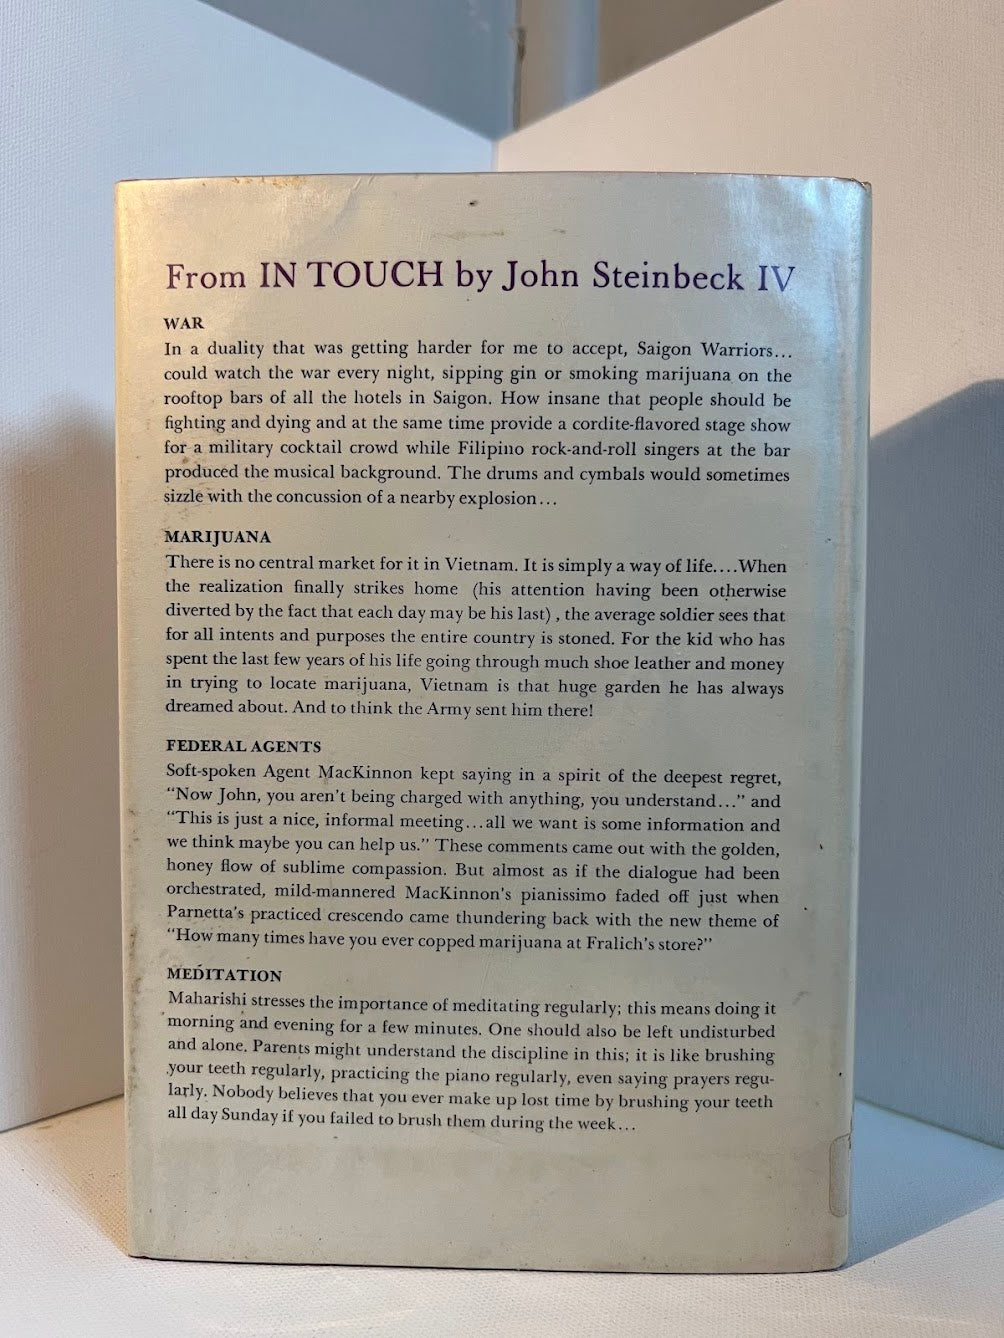 From IN TOUCH by John Steinbeck IV
WAR
In a duality that was getting harder for me to accept, Saigon Warriors...
could watch the war every night, sipping gin or smoking marijuana on the
rooftop bars of all the hotels in Saigon. How insane that people should be
fighting and dying and at the same time provide a cordite-flavored stage show
for a military cocktail crowd while Filipino rock-and-roll singers at the bar
produced the musical background. The drums and cymbals would sometimes
sizzle with the concussion of a nearby explosion...
MARIJUANA
There is no central market for it in Vietnam. It is simply a way of life....When
the realization finally strikes home (his attention having been otherwise
diverted by the fact that each day may be his last) , the average soldier sees that
for all intents and purposes the entire country is stoned. For the kid who has
spent the last few years of his life going through much shoe leather and money
in trying to locate marijuana, Vietnam is that huge garden he has always
dreamed about. And to think the Army sent him there!
FEDERAL AGENTS
Soft-spoken Agent MacKinnon kept saying in a spirit of the deepest regret,
“Now John, you aren’t being charged with anything, you understand...” and
“This is just a nice, informal meeting...all we want is some information and
we think maybe you can help us.” These comments came out with the golden,
honey flow of sublime compassion. But almost as if the dialogue had been
orchestrated, mild-mannered MacKinnon’s pianissimo faded off just when
Parnetta’s practiced crescendo came thundering back with the new theme of
“How many times have you ever copped marijuana at Fralich’s store?”
MEDITATION
Maharishi stresses the importance of meditating regularly; this means doing it
morning and evening for a few minutes. One should also be left undisturbed
and alone. Parents might understand the discipline in this; it is like brushing
your teeth regularly, practicing the piano regularly, even saying prayers regu-
larly. Nobody believes that you ever make up lost time by brushing your teeth
all day Sunday if you failed to brush them during the week...